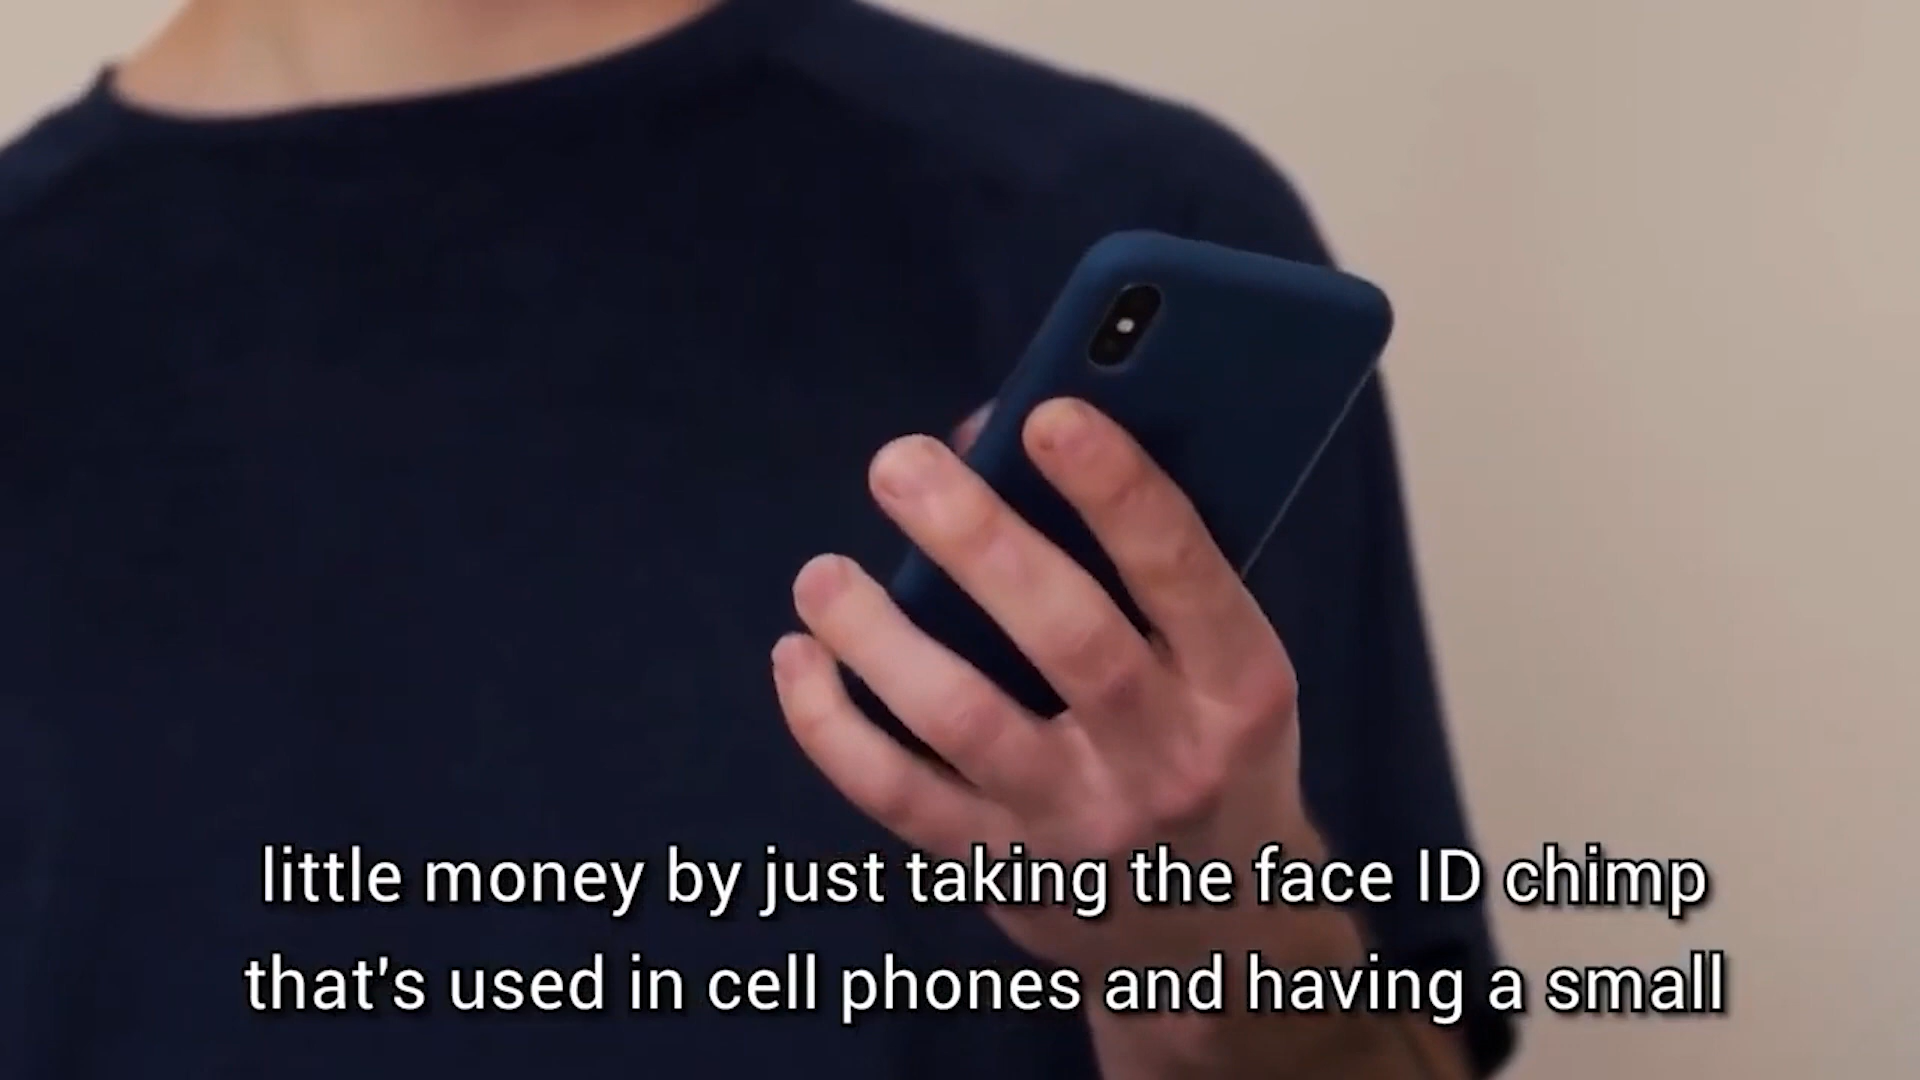 little money by just taking the face ID chimp
that's used in cell phones and having a small